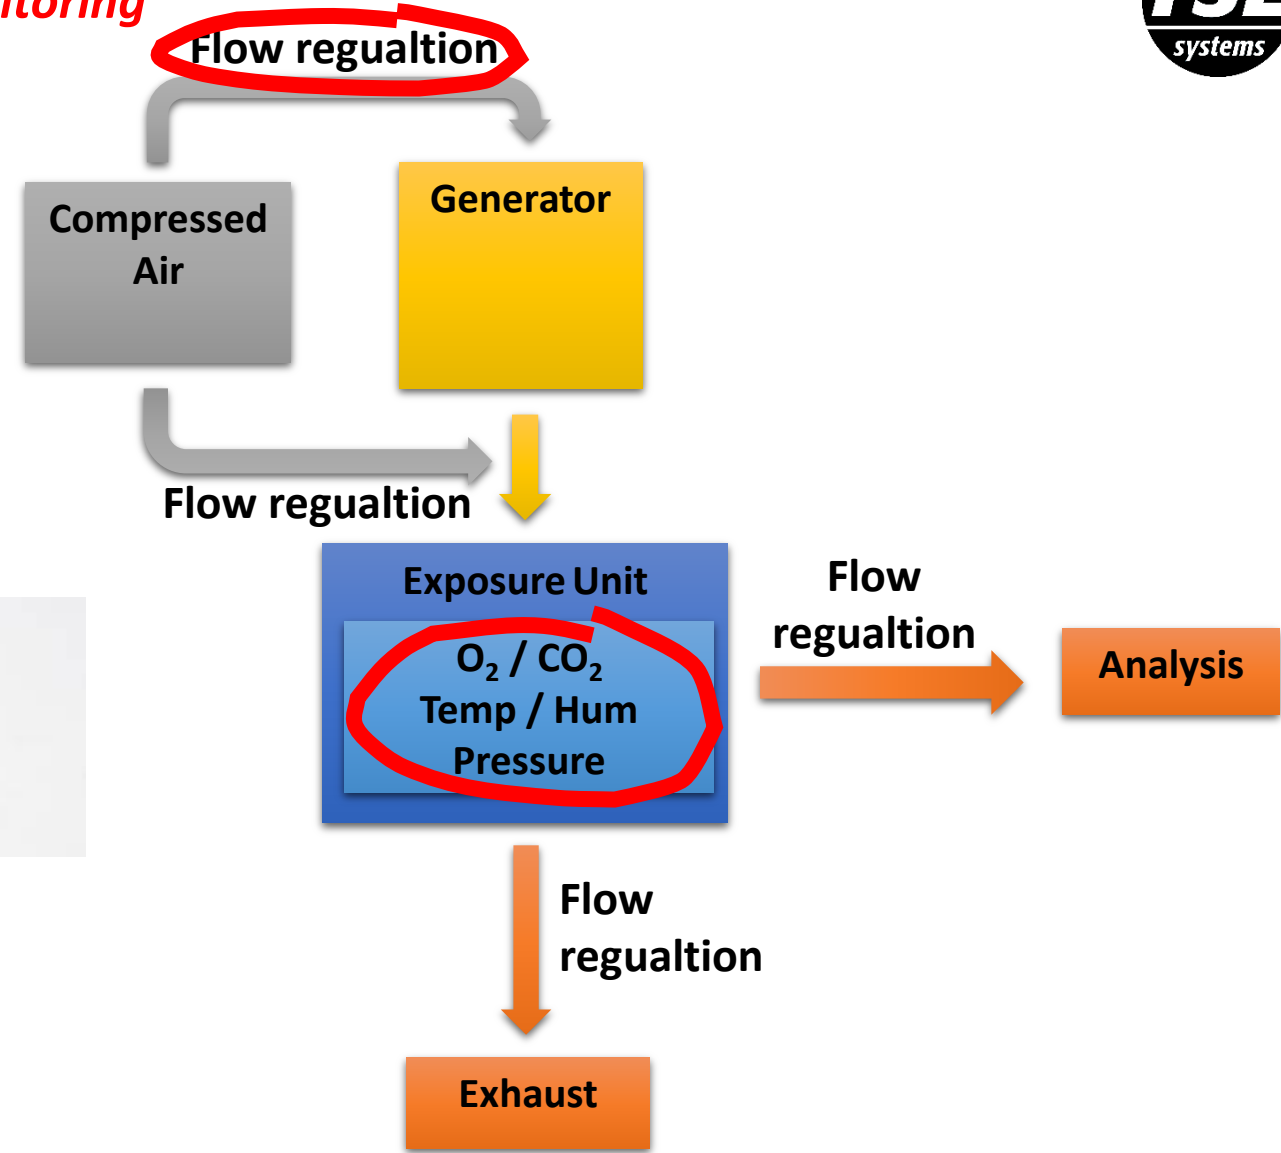 Flow regualtion
systems
Compressed
Air
Generator
Flow regualtion
Exposure Unit
O₂ / CO₂
Temp / Hum
Pressure
Flow
regualtion
Analysis
Flow
regualtion
Exhaust